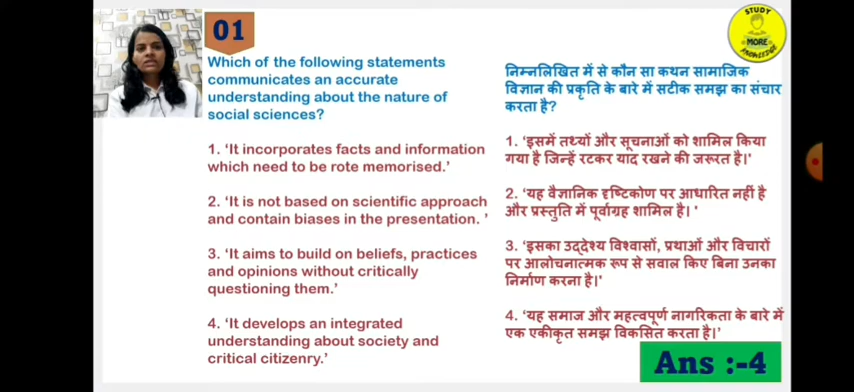 01
Which of the following statements
communicates an accurate
understanding about the nature of
social sciences?
1. ‘It incorporates facts and information
which need to be rote memorised.’
2. ‘It is not based on scientific approach
and contain biases in the presentation. ’
3. ‘It aims to build on beliefs, practices
and opinions without critically
questioning them.’
4. ‘It develops an integrated
understanding about society and
critical citizenry.’
STUDY
MORE
KNOWLEDGE
निम्नलिखित में से कौन सा कथन सामाजिक
विज्ञान की प्रकृति के बारे में सटीक समझ का संचार
करता है?
1. ‘इसमें तथ्यों और सूचनाओं को शामिल किया
गया है जिन्हें रटकर याद रखने की जरूरत है।'
2. ‘यह वैज्ञानिक दृष्टिकोण पर आधारित नहीं है
और प्रस्तुति में पूर्वाग्रह शामिल है। '
3. ‘इसका उद्देश्य विश्वासों, प्रथाओं और विचारों
पर आलोचनात्मक रूप से सवाल किए बिना उनका
निर्माण करना है।'
4. ‘यह समाज और महत्वपूर्ण नागरिकता के बारे में
एक एकीकृत समझ विकसित करता है।’
Ans :-4